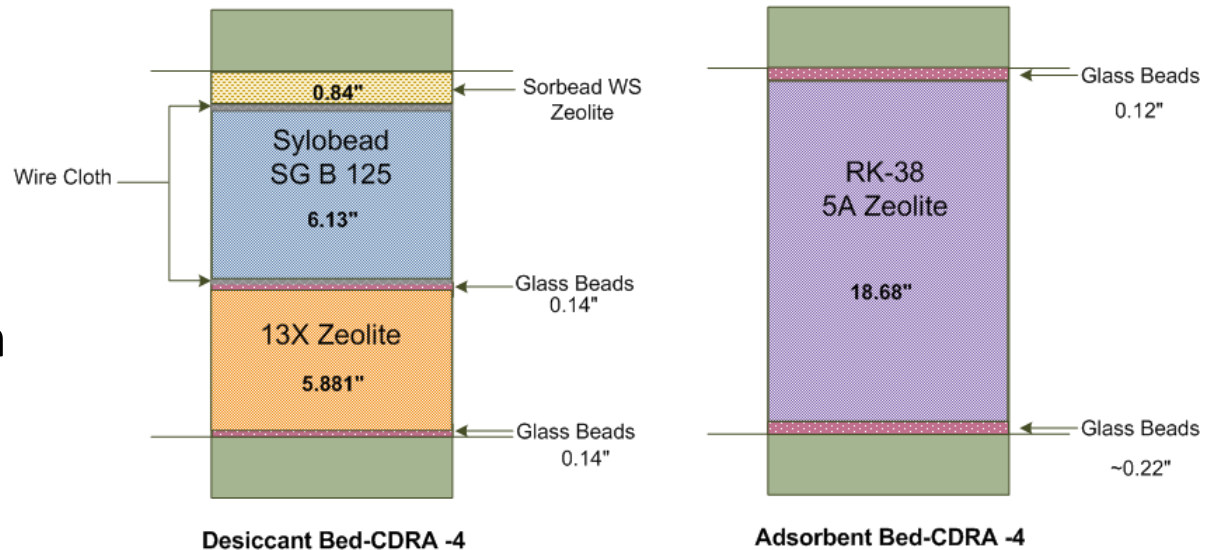 0.84"
Sorbead WS
Zeolite
Wire Cloth
Sylobead
SG B 125
6.13"
Glass Beads
0.14"
13X Zeolite
5.881"
Glass Beads
0.14"
Desiccant Bed-CDRA -4
Glass Beads
0.12"
RK-38
5A Zeolite
18.68"
Glass Beads
~0.22"
Adsorbent Bed-CDRA -4